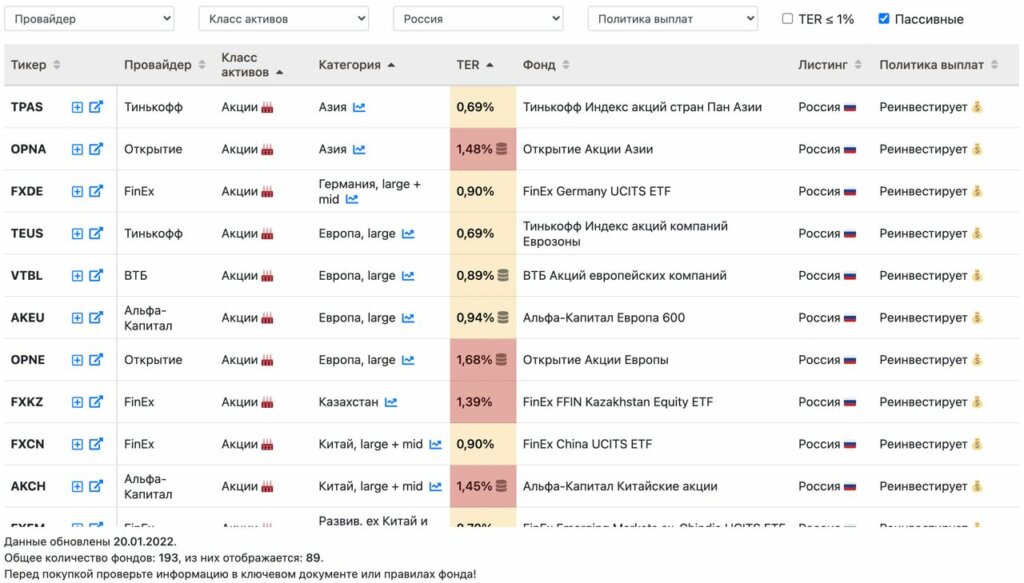 Провайдер Класс активов Россия Политика выплат TER ≤ 1% Пассивные
Тикер Провайдер Класс активов Категория TER Фонд Листинг Политика выплат
TPAS Тинькофф Акции Азия 0,69% Тинькофф Индекс акций стран Пан Азии Россия Реинвестирует
OPNA Открытие Акции Азия 1,48% Открытие Акции Азии Россия Реинвестирует
FXDE FinEx Акции Германия, large + mid 0,90% FinEx Germany UCITS ETF Россия Реинвестирует
TEUS Тинькофф Акции Европа, large 0,69% Тинькофф Индекс акций компаний Еврозоны Россия Реинвестирует
VTBL ВТБ Акции Европа, large 0,89% ВТБ Акций европейских компаний Россия Реинвестирует
AKEU Альфа-Капитал Акции Европа, large 0,94% Альфа-Капитал Европа 600 Россия Реинвестирует
OPNE Открытие Акции Европа, large 1,68% Открытие Акции Европы Россия Реинвестирует
FXKZ FinEx Акции Казахстан 1,39% FinEx FFIN Kazakhstan Equity ETF Россия Реинвестирует
FXCN FinEx Акции Китай, large + mid 0,90% FinEx China UCITS ETF Россия Реинвестирует
AKCH Альфа-Капитал Акции Китай, large + mid 1,45% Альфа-Капитал Китайские акции Россия Реинвестирует
Развив. ex Китай и
Данные обновлены 20.01.2022.
Общее количество фондов: 193, из них отображается: 89.
Перед покупкой проверьте информацию в ключевом документе или правилах фонда!